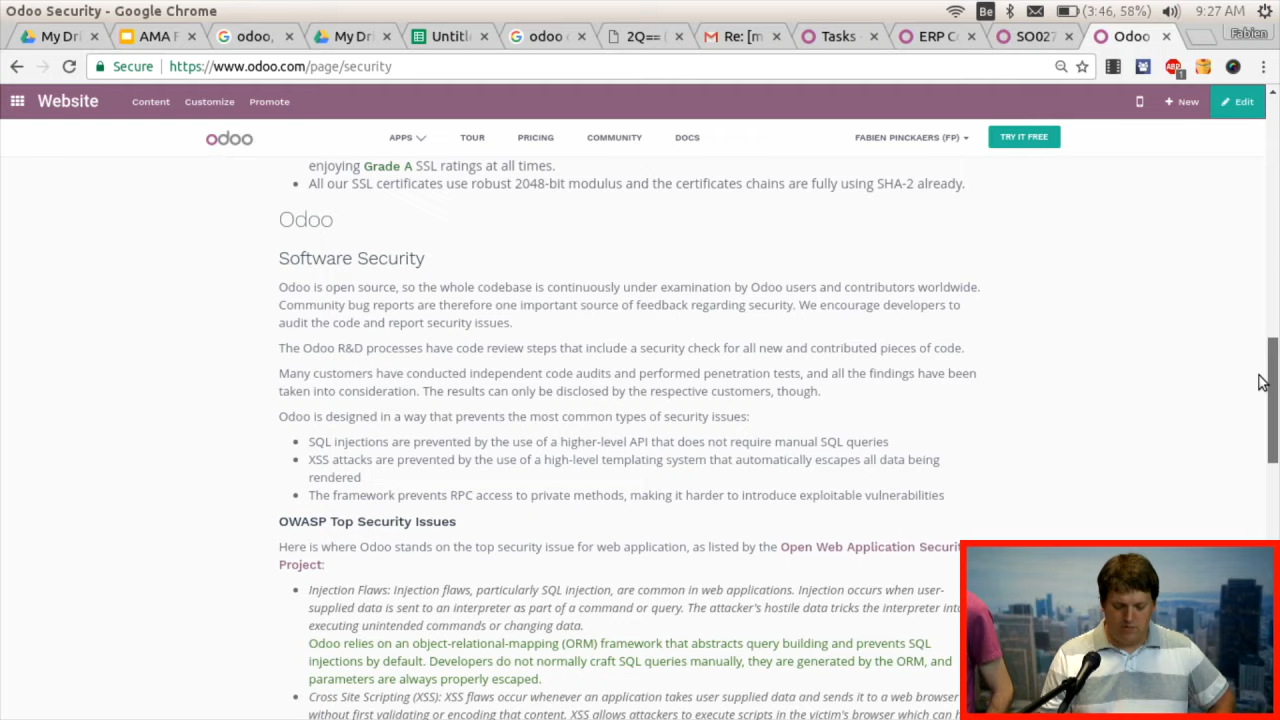 Odoo Security - Google Chrome
Be
(3:46, 58%)
9:27 AM
My Dri
AMA F
odoo,
My Dri
Untitl
odoo
2Q== (
Re: [m
Tasks -
ERP C
SO027
Odoo
Fabien
Secure
https://www.odoo.com/page/security
ABP
1
Website
Content
Customize
Promote
+ New
Edit
odoo
APPS
TOUR
PRICING
COMMUNITY
DOCS
FABIEN PINCKAERS (FP)
TRY IT FREE
enjoying Grade A SSL ratings at all times.
All our SSL certificates use robust 2048-bit modulus and the certificates chains are fully using SHA-2 already.
Odoo
Software Security
Odoo is open source, so the whole codebase is continuously under examination by Odoo users and contributors worldwide.
Community bug reports are therefore one important source of feedback regarding security. We encourage developers to
audit the code and report security issues.
The Odoo R&D processes have code review steps that include a security check for all new and contributed pieces of code.
Many customers have conducted independent code audits and performed penetration tests, and all the findings have been
taken into consideration. The results can only be disclosed by the respective customers, though.
Odoo is designed in a way that prevents the most common types of security issues:
SQL injections are prevented by the use of a higher-level API that does not require manual SQL queries
XSS attacks are prevented by the use of a high-level templating system that automatically escapes all data being
rendered
The framework prevents RPC access to private methods, making it harder to introduce exploitable vulnerabilities
OWASP Top Security Issues
Here is where Odoo stands on the top security issue for web application, as listed by the Open Web Application Securit
Project:
Injection Flaws: Injection flaws, particularly SQL injection, are common in web applications. Injection occurs when user-
supplied data is sent to an interpreter as part of a command or query. The attacker's hostile data tricks the interpreter into
executing unintended commands or changing data.
Odoo relies on an object-relational-mapping (ORM) framework that abstracts query building and prevents SQL
injections by default. Developers do not normally craft SQL queries manually, they are generated by the ORM, and
parameters are always properly escaped.
Cross Site Scripting (XSS): XSS flaws occur whenever an application takes user supplied data and sends it to a web browser
without first validating or encoding that content. XSS allows attackers to execute scripts in the victim's browser which can